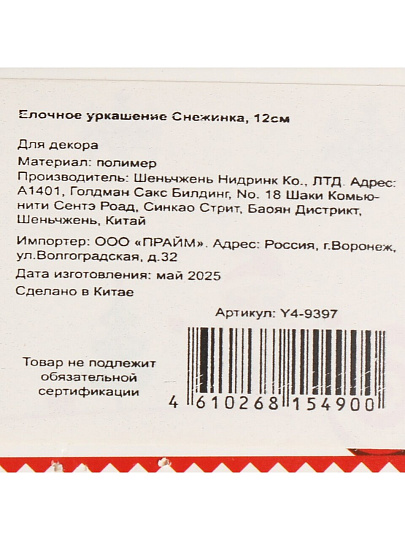 Елочное уркашение Снежинка, 12см
Для декора
Материал: полимер
Производитель: Шеньчжень Нидринк Ко., ЛТД. Адрес:
А1401, Голдман Сакс Билдинг, No. 18 Шаки Комью-
нити Сентэ Роад, Синкао Стрит, Баоян Дистрикт,
Шеньчжень, Китай
Импортер: ООО «ПРАЙМ». Адрес: Россия, г.Воронеж,
ул.Волгоградская, д.32
Дата изготовления: май 2025
Сделано в Китае
Артикул: Y4-9397
Товар не подлежит
обязательной
сертификации
4 610268 154900